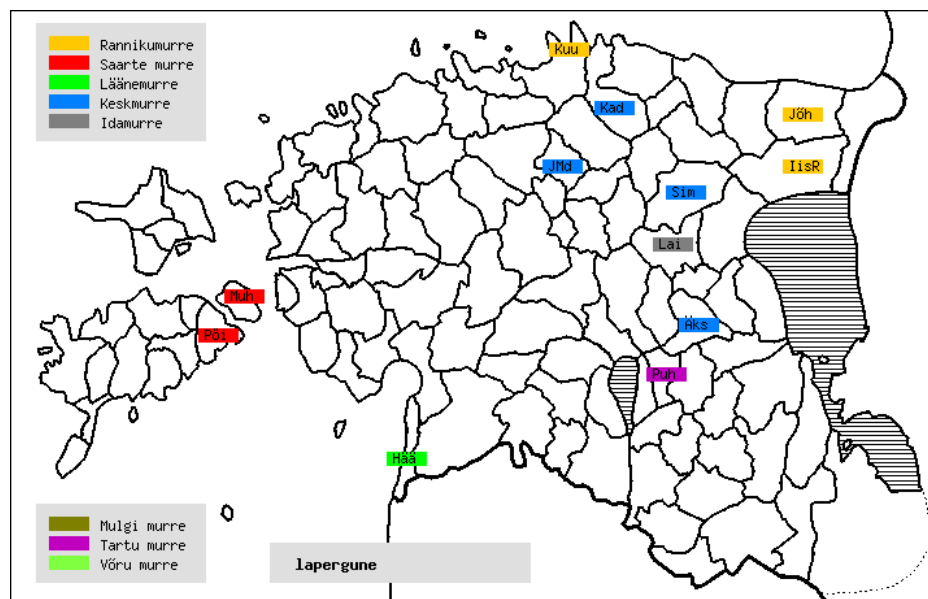 Rannikumurre
Saarte murre
Läänemurre
Keskmurre
Idamurre
Kuu
Kad
Jõh
JMd
IisR
Sim
Lai
Muh
Pöi
Äks
Puh
Hää
Mulgi murre
Tartu murre
Võru murre
lapergune